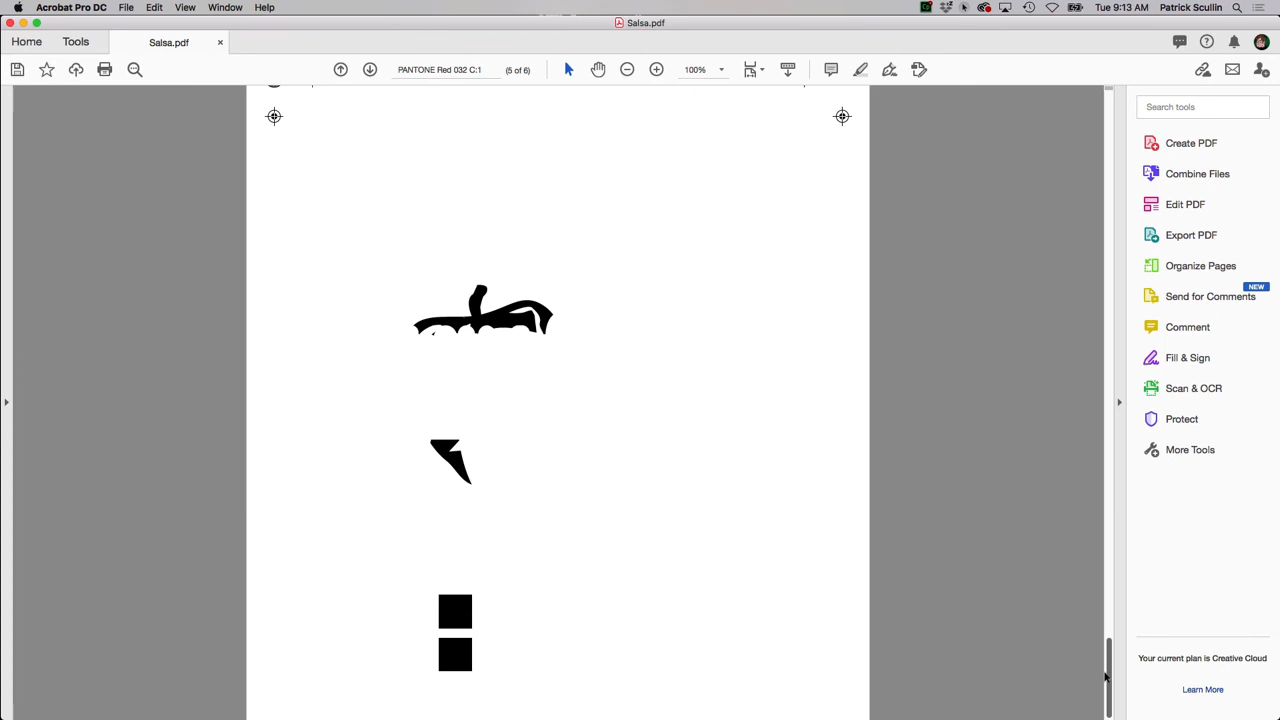 Acrobat Pro DC File Edit View Window Help Tue 9:13 AM Patrick Scullin
Salsa.pdf
Home Tools Salsa.pdf ×
PANTONE Red 032 C:1 (5 of 6) 100%
Search tools
Create PDF
Combine Files
Edit PDF
Export PDF
Organize Pages
NEW
Send for Comments
Comment
Fill & Sign
Scan & OCR
Protect
More Tools
Your current plan is Creative Cloud
Learn More